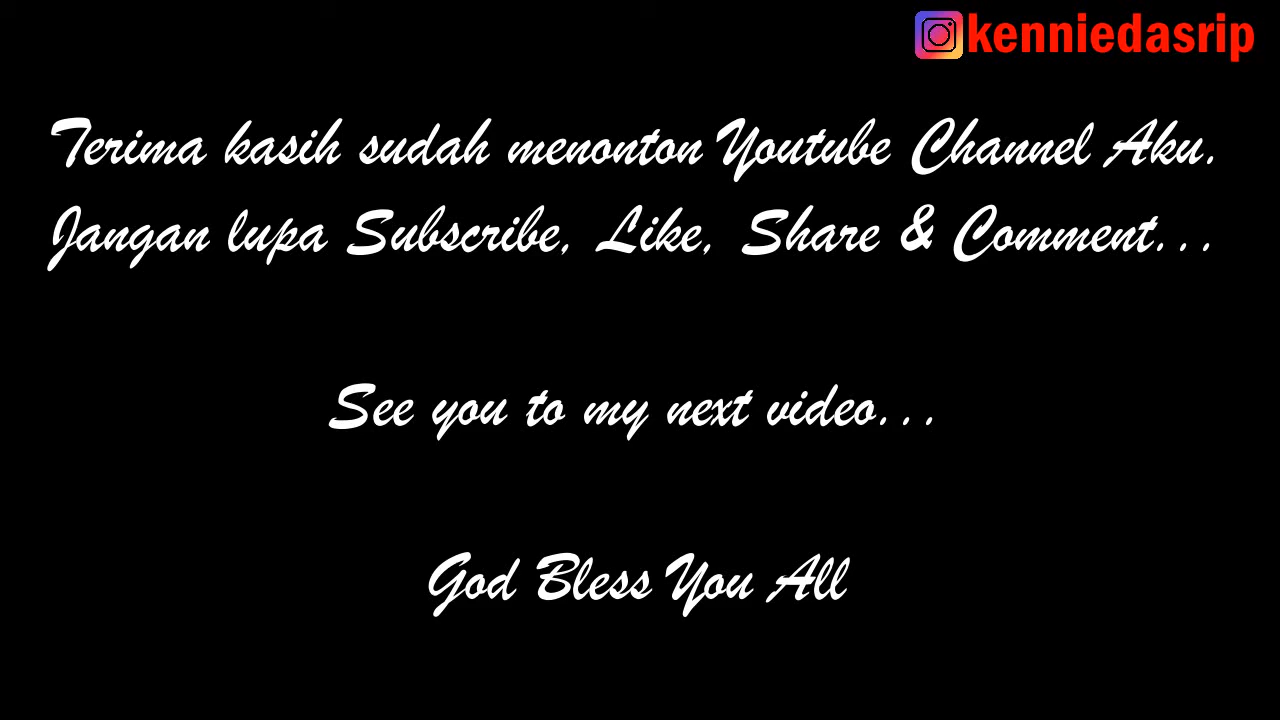 kenniedasrip
Terima kasih sudah menonton Youtube Channel Aku.
Jangan lupa Subscribe, Like, Share & Comment...
See you to my next video...
God Bless You All